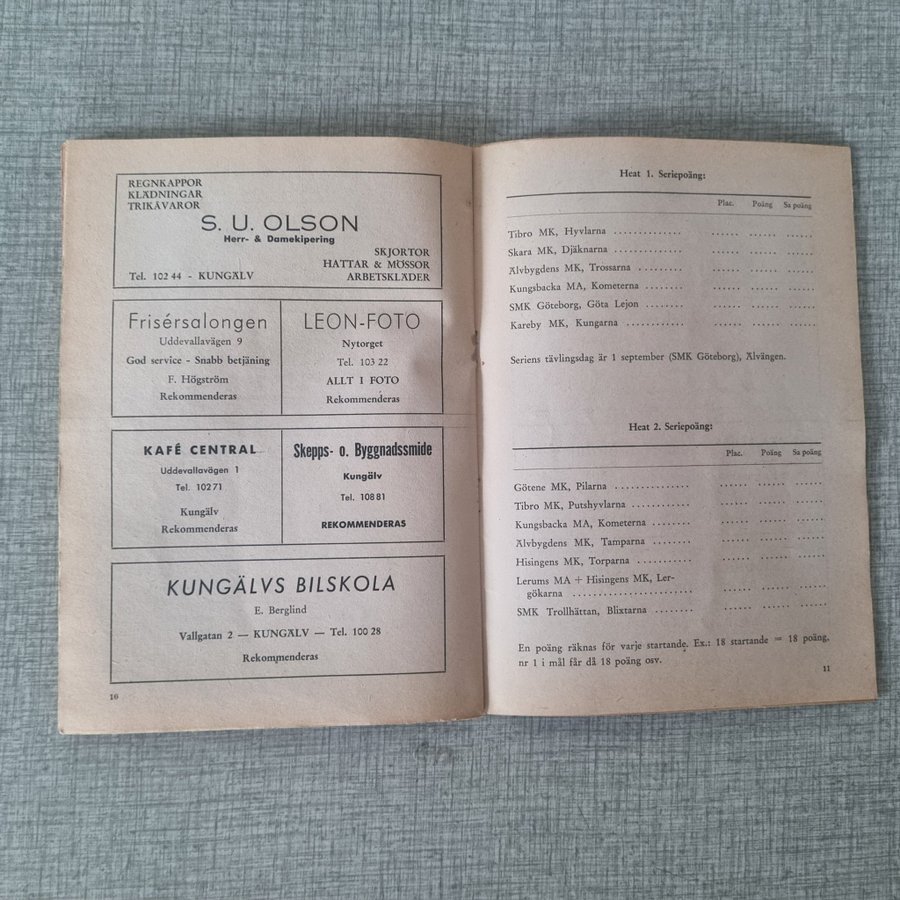 REGNKAPPOR
KLÄDNINGAR
TRIKÅVAROR
S. U. OLSON
Herr- & Damekipering
SKJORTOR
HATTAR & MÖSSOR
ARBETSKLÄDER
Tel. 102 44 - KUNGÄLV
Frisérsalongen
Uddevallavägen 9
God service - Snabb betjäning
F. Högström
Rekommenderas
LEON-FOTO
Nytorget
Tel. 103 22
ALLT I FOTO
Rekommenderas
KAFÉ CENTRAL
Uddevallavägen 1
Tel. 10271
Kungälv
Rekommenderas
Skepps- o. Byggnadssmide
Kungälv
Tel. 10881
REKOMMENDERAS
KUNGÄLVS BILSKOLA
E. Berglind
Vallgatan 2 — KUNGÄLV — Tel. 100 28
Rekommenderas
10
Heat 1. Seriepoäng:
Plac. Poäng Sa poäng
Tibro MK, Hyvlarna .............. ...... ...... ......
Skara MK, Djäknarna .............. ...... ...... ......
Älvbygdens MK, Trossarna ......... ...... ...... ......
Kungsbacka MA, Kometerna ........ ...... ...... ......
SMK Göteborg, Göta Lejon ........ ...... ...... ......
Kareby MK, Kungarna ............ ...... ...... ......
Seriens tävlingsdag är 1 september (SMK Göteborg), Älvängen.
Heat 2. Seriepoäng:
Plac. Poäng Sa poäng
Götene MK, Pilarna ................ ...... ...... ......
Tibro MK, Putshyvlarna ............ ...... ...... ......
Kungsbacka MA, Kometerna ........ ...... ...... ......
Älvbygdens MK, Tamparna ......... ...... ...... ......
Hisingens MK, Torparna ........... ...... ...... ......
Lerums MA + Hisingens MK, Ler-
gökarna ......................... ...... ...... ......
SMK Trollhättan, Blixtarna ........ ...... ...... ......
En poäng räknas för varje startande. Ex.: 18 startande = 18 poäng,
nr 1 i mål får då 18 poäng osv.
11